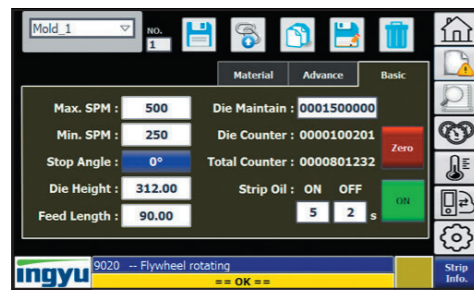 Mold_1
NO.
1
Material Advance Basic
Max. SPM : 500 Die Maintain : 0001500000
Min. SPM : 250 Die Counter : 0000100201
Zero
Stop Angle : 0° Total Counter : 0000801232
Die Height : 312.00 Strip Oil : ON OFF
ON
Feed Length : 90.00 5 2 s
ingyu
9020 -- Flywheel rotating
== OK ==
Strip
Info.